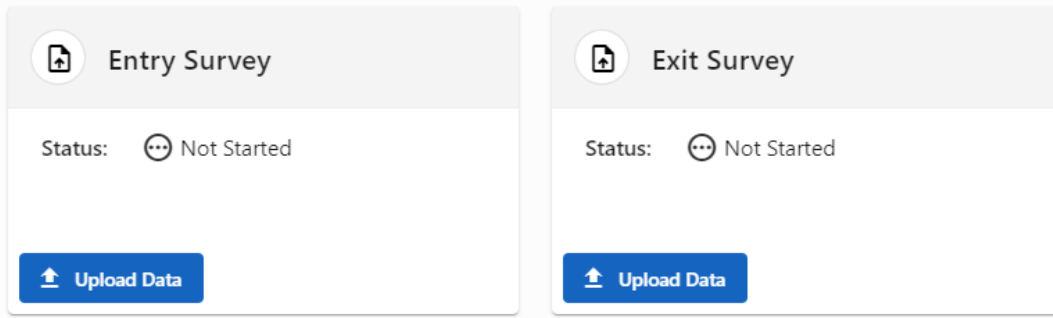 Entry Survey
Status: Not Started
Upload Data
Exit Survey
Status: Not Started
Upload Data